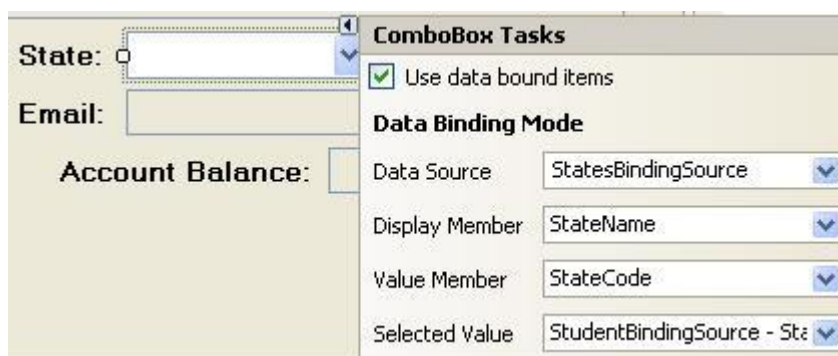 State:
Email:
Account Balance:
ComboBox Tasks
Use data bound items
Data Binding Mode
Data Source StatesBindingSource
Display Member StateName
Value Member StateCode
Selected Value StudentBindingSource - Sta